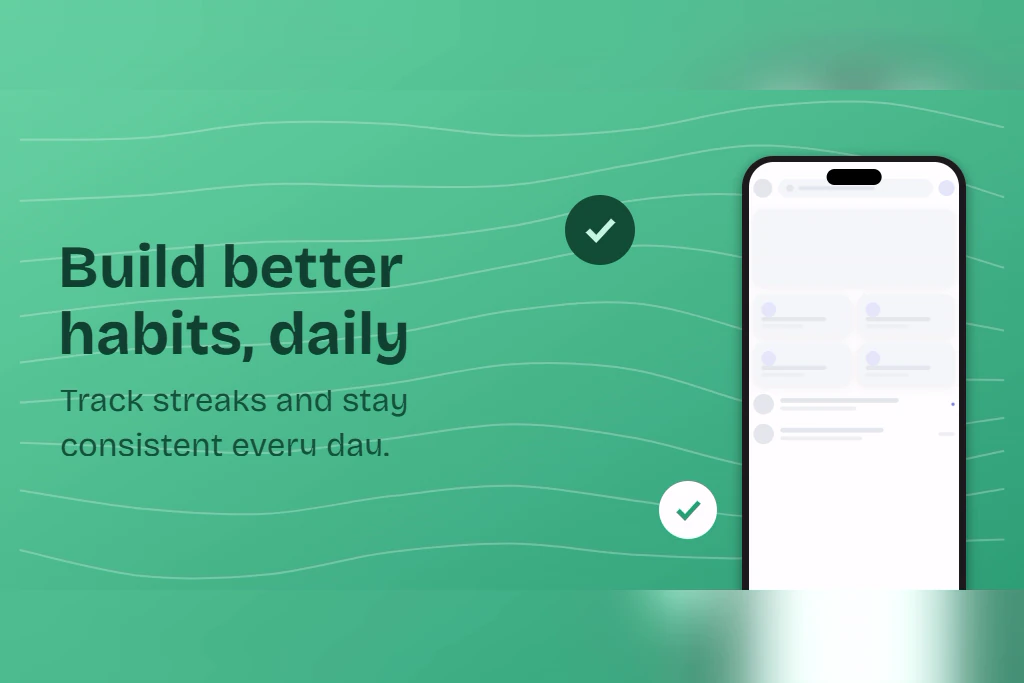 Build better
habits, daily
Track streaks and stay
consistent every day.